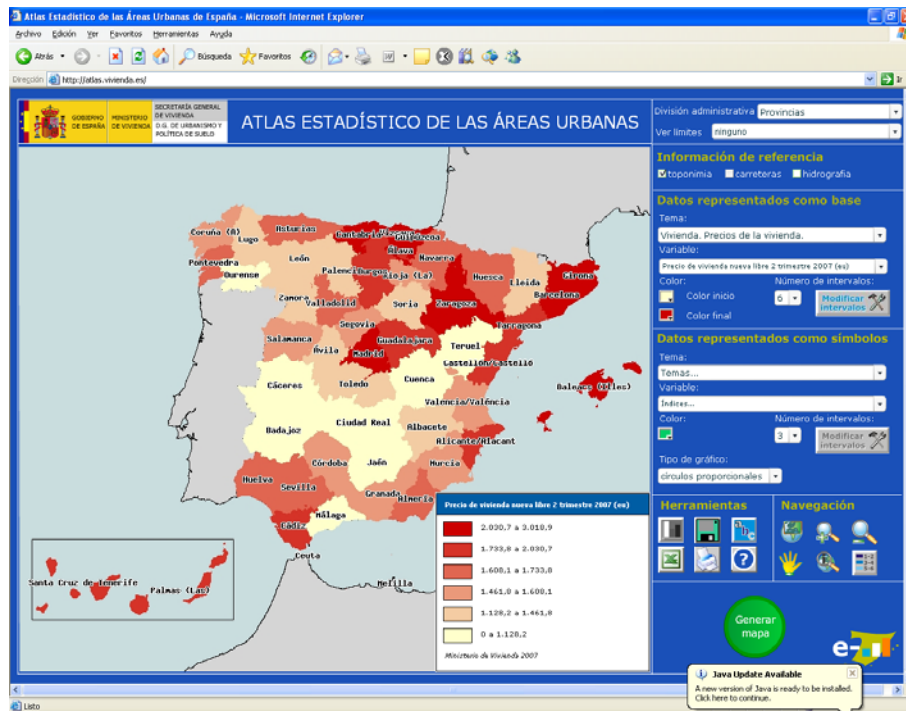 Atlas Estadístico de las Áreas Urbanas de España - Microsoft Internet Explorer
Archivo Edición Ver Favoritos Herramientas Ayuda
Atrás Búsqueda Favoritos
Dirección http://atlas.vivienda.es/ Ir
GOBIERNO DE ESPAÑA
MINISTERIO DE VIVIENDA
SECRETARÍA GENERAL DE VIVIENDA
D.G. DE URBANISMO Y POLÍTICA DE SUELO
ATLAS ESTADÍSTICO DE LAS ÁREAS URBANAS
División administrativa Provincias
Ver límites ninguno
Información de referencia
toponimia carreteras hidrografia
Datos representados como base
Tema:
Vivienda. Precios de la vivienda.
Variable:
Precio de vivienda nueva libre 2 trimestre 2007 (eu)
Color: Número de intervalos:
Color inicio 6 Modificar intervalos
Color final
Datos representados como símbolos
Tema:
Temas...
Variable:
Índices...
Color: Número de intervalos:
3 Modificar intervalos
Tipo de gráfico:
círculos proporcionales
Herramientas Navegación
Generar mapa
Java Update Available
A new version of Java is ready to be installed.
Click here to continue.
Coruña (A)
Lugo
Asturias
Cantabria
Guipúzcoa
Álava
Navarra
Pontevedra
Ourense
León
Palencia
Burgos
Rioja (La)
Huesca
Lleida
Girona
Barcelona
Zamora
Valladolid
Soria
Zaragoza
Tarragona
Segovia
Salamanca
Ávila
Madrid
Guadalajara
Teruel
Castellón/Castelló
Cáceres
Toledo
Cuenca
Baleares (Illes)
Valencia/Valéncia
Badajoz
Ciudad Real
Albacete
Alicante/Alacant
Córdoba
Jaén
Murcia
Huelva
Sevilla
Granada
Almería
Málaga
Cádiz
Ceuta
Melilla
Santa Cruz de Tenerife
Palmas (Las)
Precio de vivienda nueva libre 2 trimestre 2007 (eu)
2.030,7 a 3.010,9
1.733,8 a 2.030,7
1.600,1 a 1.733,8
1.461,8 a 1.600,1
1.128,2 a 1.461,8
0 a 1.128,2
Ministerio de Vivienda 2007
Listo